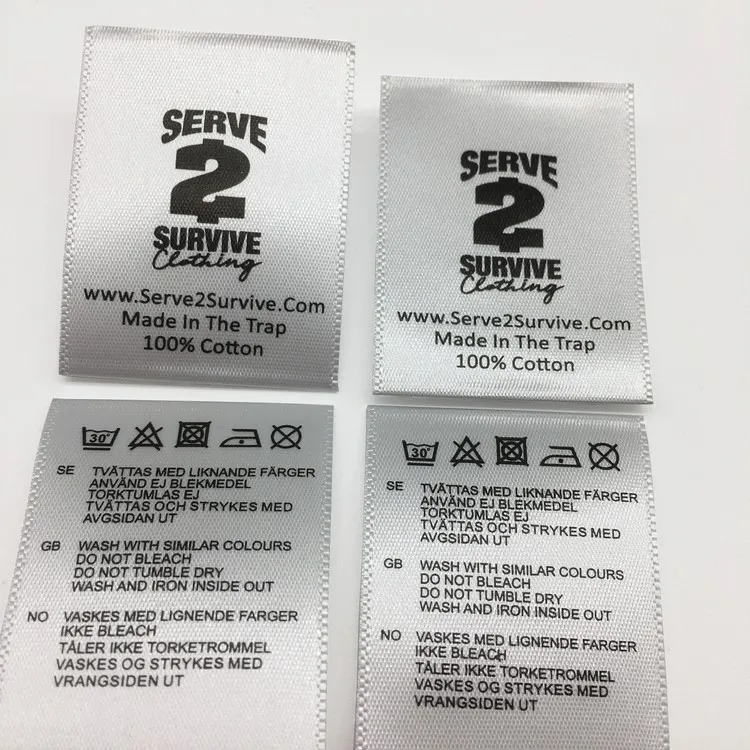 SERVE
2
SURVIVE
Clothing
www.Serve2Survive.Com
Made In The Trap
100% Cotton
SERVE
2
SURVIVE
Clothing
www.Serve2Survive.Com
Made In The Trap
100% Cotton
30°
SE TVÄTTAS MED LIKNANDE FÄRGER
ANVÄND EJ BLEKMEDEL
TORKTUMLAS EJ
TVÄTTAS OCH STRYKES MED
AVGSIDAN UT
GB WASH WITH SIMILAR COLOURS
DO NOT BLEACH
DO NOT TUMBLE DRY
WASH AND IRON INSIDE OUT
NO VASKES MED LIGNENDE FARGER
IKKE BLEACH
TÅLER IKKE TORKETROMMEL
VASKES OG STRYKES MED
VRANGSIDEN UT
30°
SE TVÄTTAS MED LIKNANDE FÄRGER
ANVÄND EJ BLEKMEDEL
TORKTUMLAS EJ
TVÄTTAS OCH STRYKES MED
AVGSIDAN UT
GB WASH WITH SIMILAR COLOURS
DO NOT BLEACH
DO NOT TUMBLE DRY
WASH AND IRON INSIDE OUT
NO VASKES MED LIGNENDE FARGER
IKKE BLEACH
TÅLER IKKE TORKETROMMEL
VASKES OG STRYKES MED
VRANGSIDEN UT